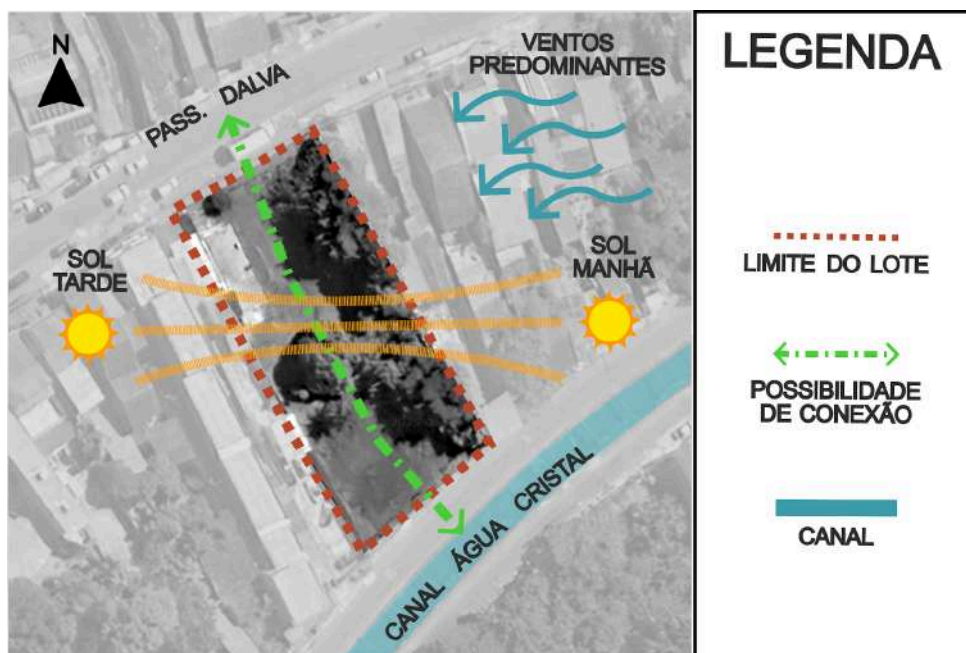 N
PASS. DALVA
VENTOS
PREDOMINANTES
SOL
TARDE
SOL
MANHÃ
CANAL ÁGUA CRISTAL
LEGENDA
LIMITE DO LOTE
POSSIBILIDADE
DE CONEXÃO
CANAL